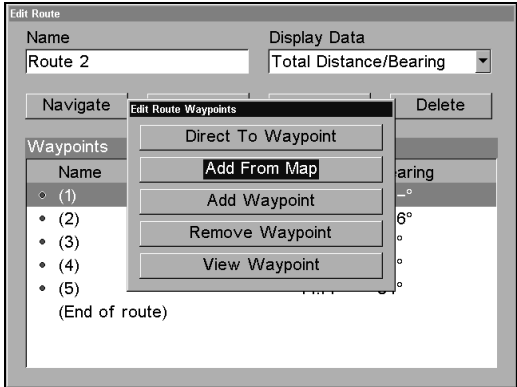 Edit Route
Name Display Data
Route 2 Total Distance/Bearing
Navigate Delete
Edit Route Waypoints
Direct To Waypoint
Add From Map
Add Waypoint
Remove Waypoint
View Waypoint
Waypoints
Name
(1)
(2) 6°
(3) °
(4) °
(5)
(End of route)